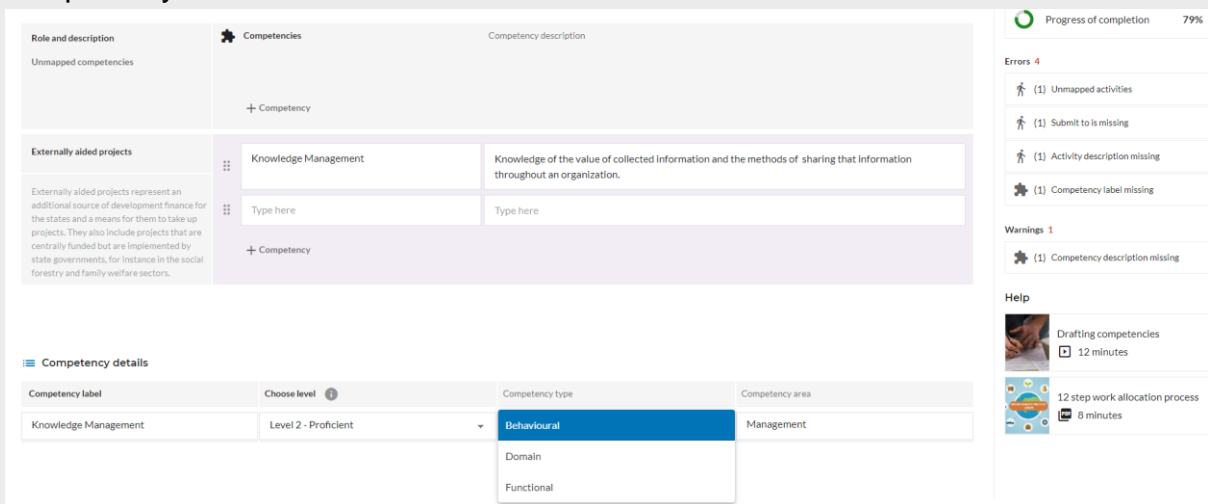 Role and description
Competencies
Competency description
Unmapped competencies
+ Competency
Externally aided projects
Externally aided projects represent an
additional source of development finance for
the states and a means for them to take up
projects. They also include projects that are
centrally funded but are implemented by
state governments, for instance in the social
forestry and family welfare sectors.
Knowledge Management
Knowledge of the value of collected information and the methods of sharing that information
throughout an organization.
Type here
Type here
+ Competency
Competency details
Competency label
Choose level
Competency type
Competency area
Knowledge Management
Level 2 - Proficient
Behavioural
Domain
Functional
Management
Progress of completion 79%
Errors 4
(1) Unmapped activities
(1) Submit to is missing
(1) Activity description missing
(1) Competency label missing
Warnings 1
(1) Competency description missing
Help
Drafting competencies
12 minutes
12 step work allocation process
PDF
8 minutes